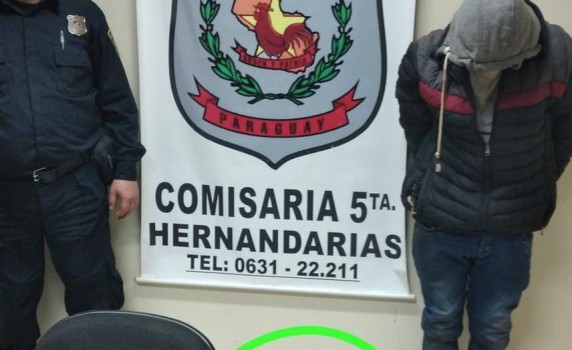 PARAGUAY
COMISARIA 5TA.
HERNANDARIAS
TEL: 0631 - 22.211